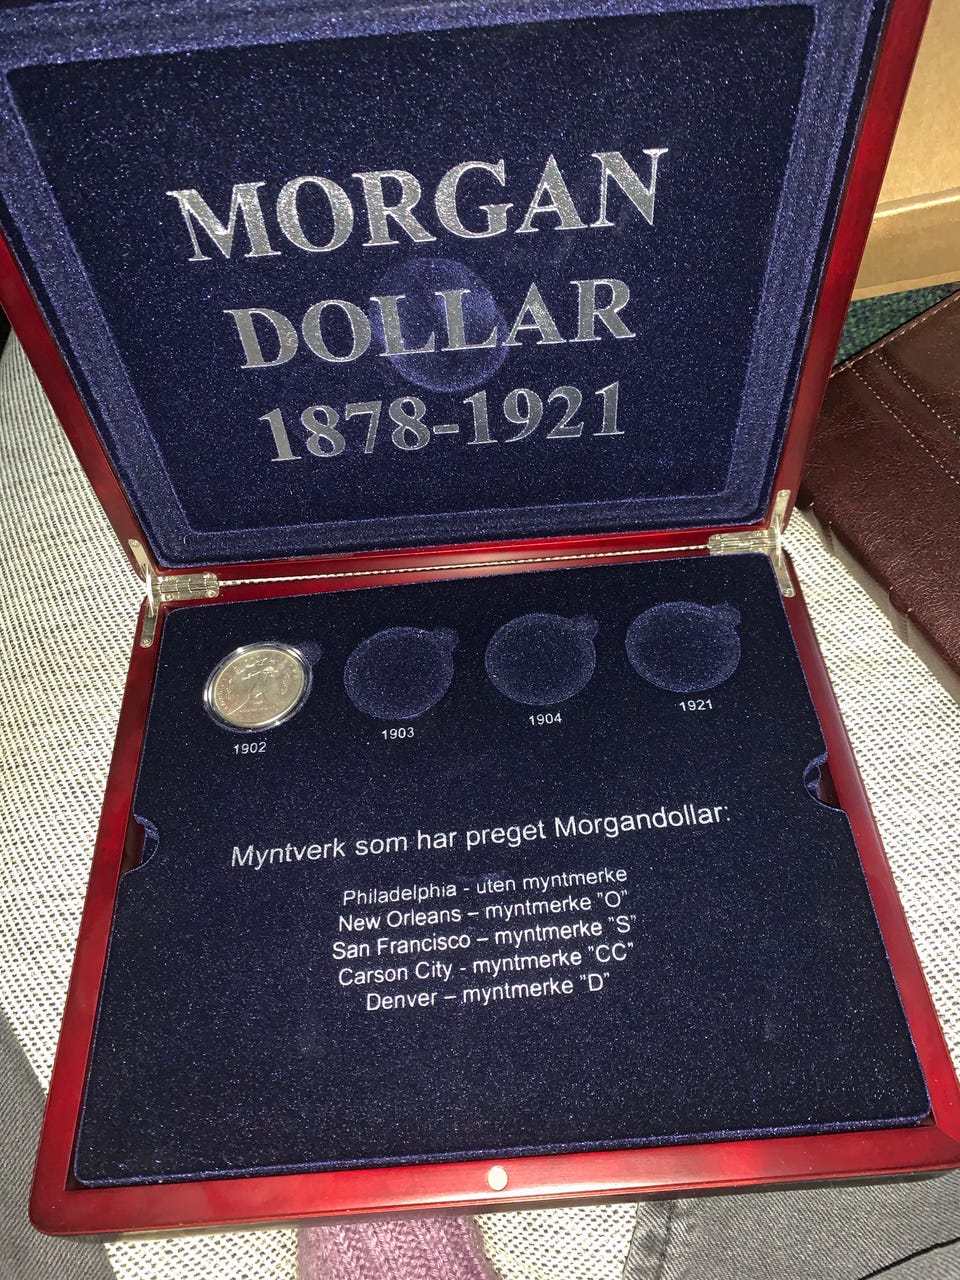 MORGAN
DOLLAR
1878-1921
1902
1903
1904
1921
Myntverk som har preget Morgandollar:
Philadelphia - uten myntmerke
New Orleans – myntmerke ”O”
San Francisco – myntmerke ”S”
Carson City - myntmerke ”CC”
Denver – myntmerke ”D”